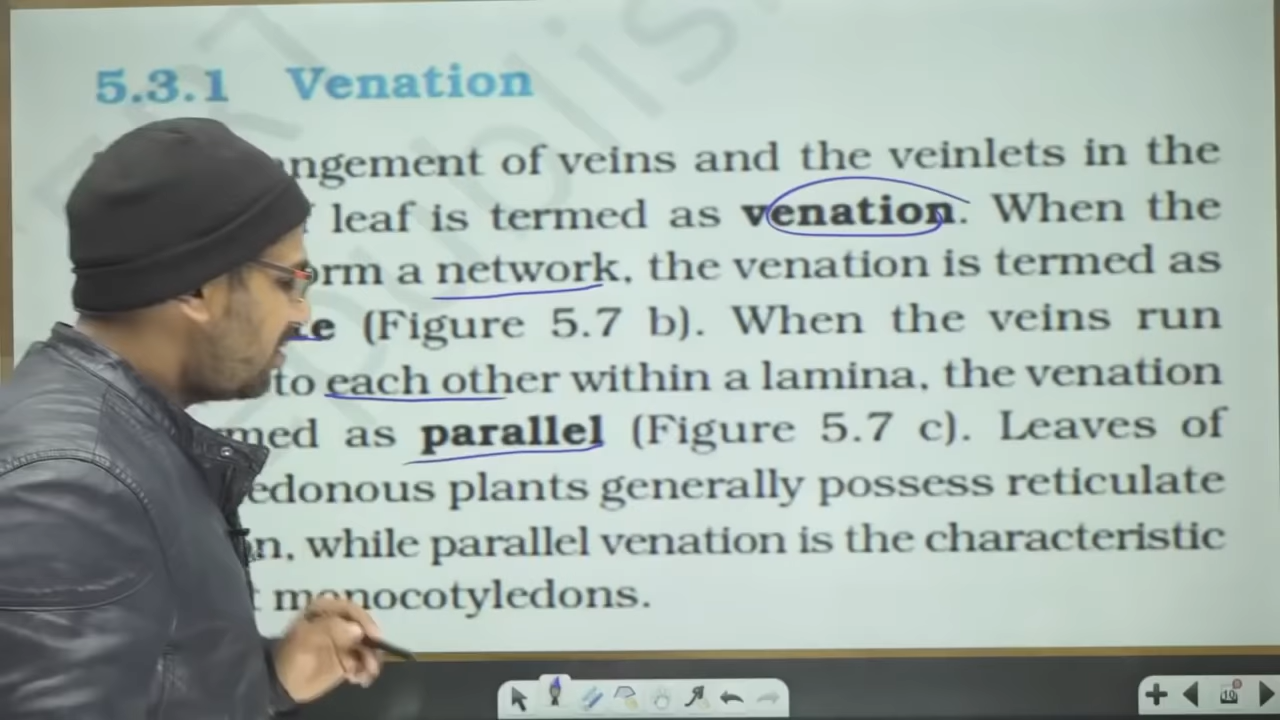 5.3.1 Venation
angement of veins and the veinlets in the
leaf is termed as venation. When the
orm a network, the venation is termed as
e (Figure 5.7 b). When the veins run
to each other within a lamina, the venation
med as parallel (Figure 5.7 c). Leaves of
edonous plants generally possess reticulate
n, while parallel venation is the characteristic
monocotyledons.